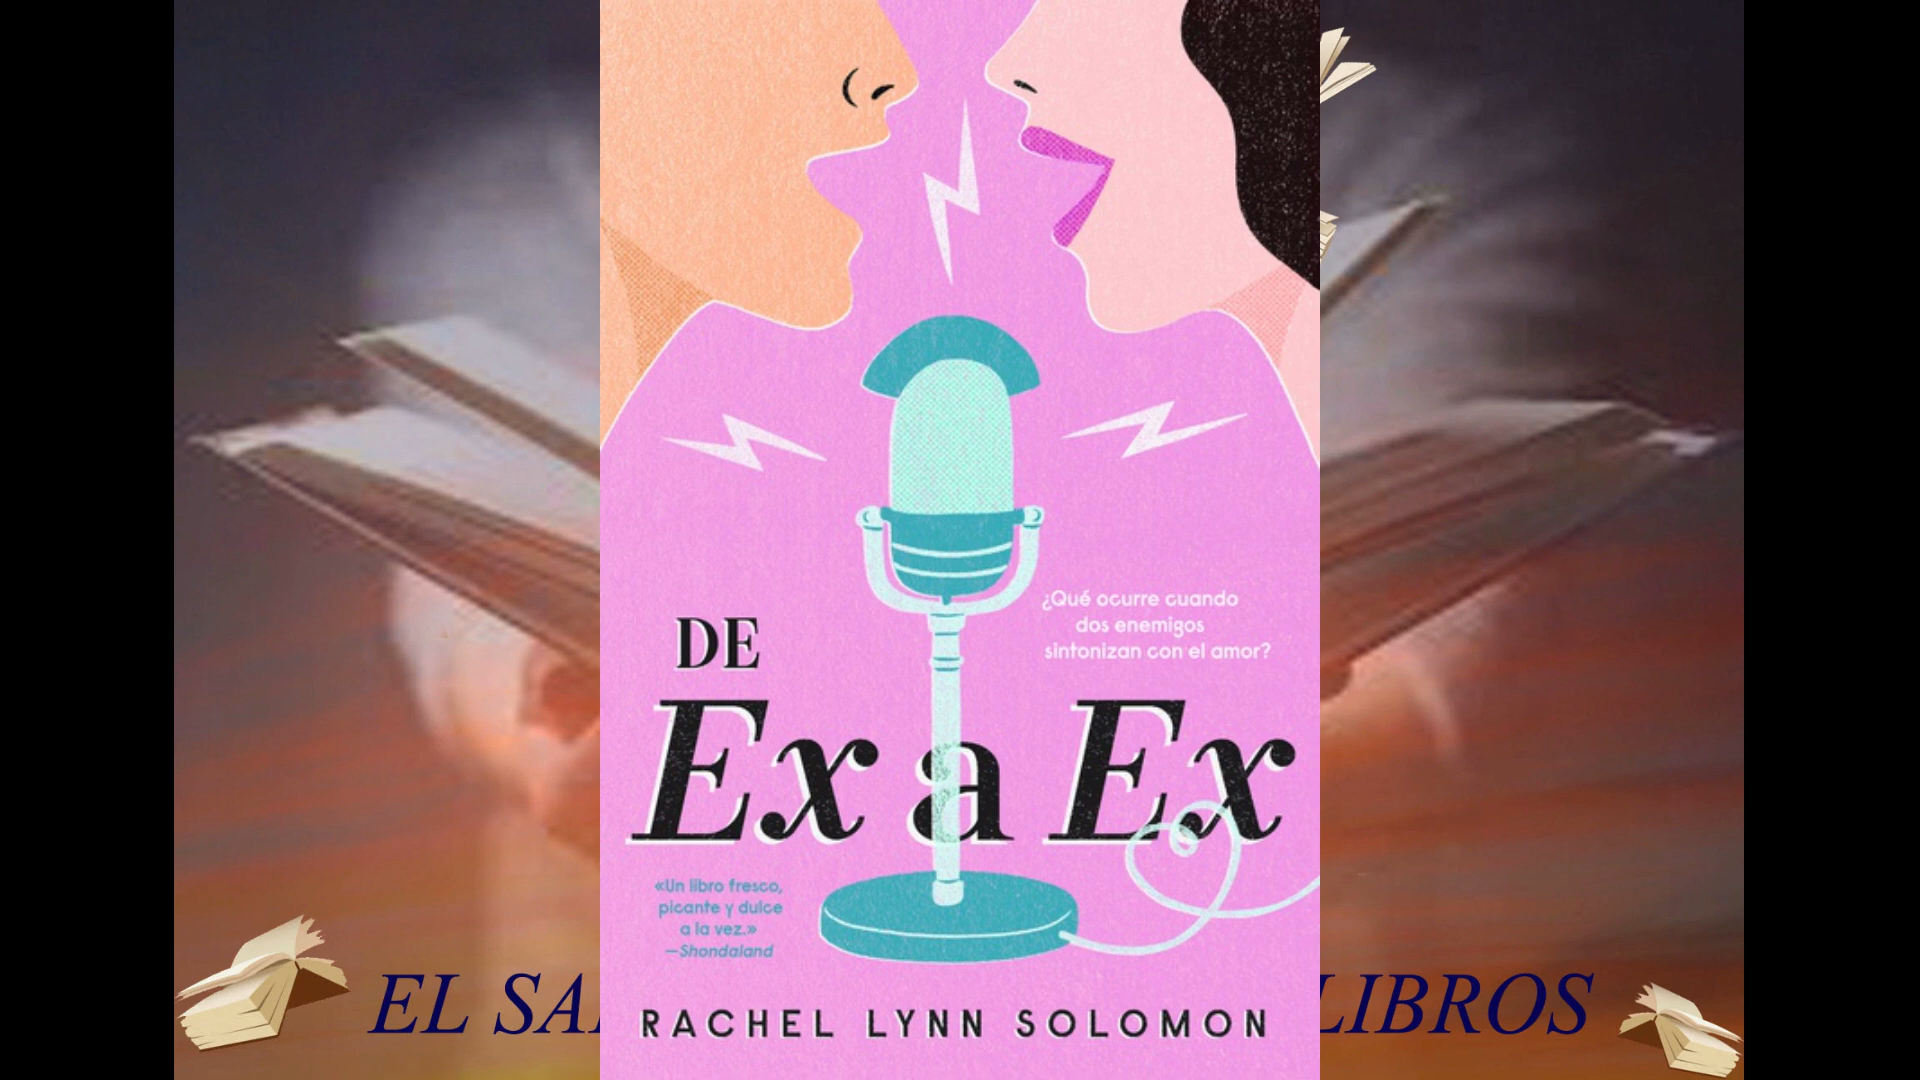 ¿Qué ocurre cuando
dos enemigos
sintonizan con el amor?
DE
Ex a Ex
«Un libro fresco,
picante y dulce
a la vez.»
—Shondaland
RACHEL LYNN SOLOMON
EL SA
LIBROS